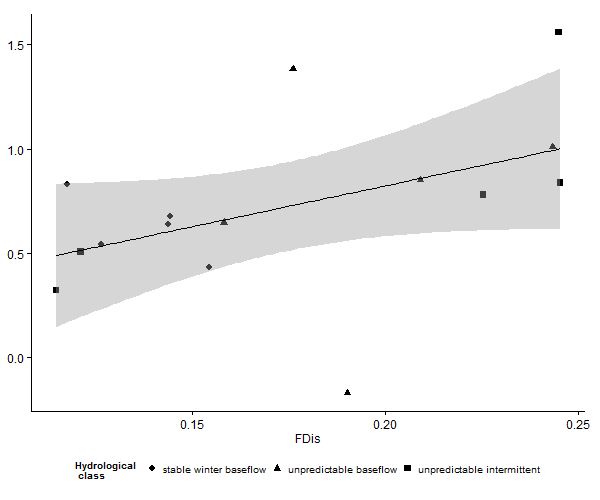 1.5
1.0
0.5
0.0
0.15 0.20 0.25
FDis
Hydrological
class
stable winter baseflow unpredictable baseflow unpredictable intermittent